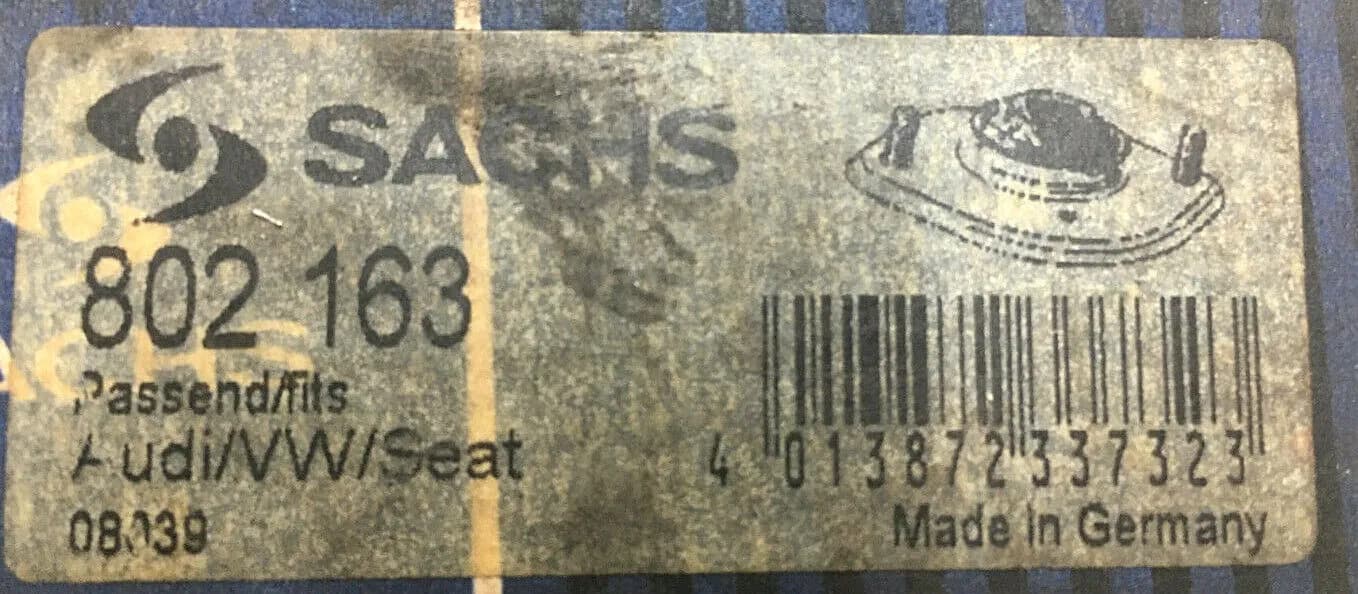 SACHS
802 163
Passend/fits
Audi/VW/Seat
4 013872 337323
Made in Germany